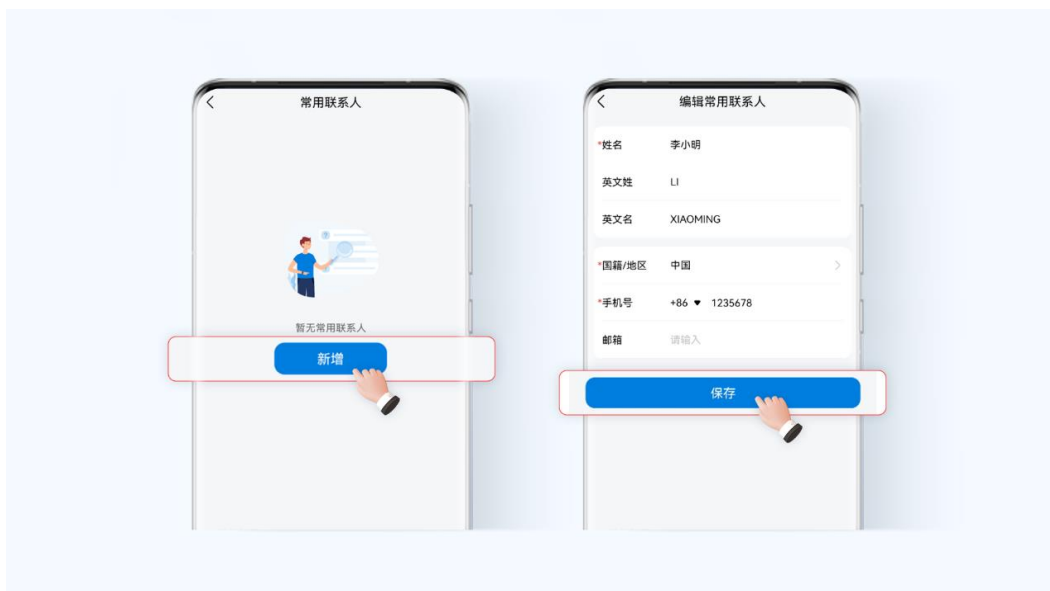 常用联系人
暂无常用联系人
新增
编辑常用联系人
*姓名 李小明
英文姓 LI
英文名 XIAOMING
*国籍/地区 中国
*手机号 +86 ▼ 1235678
邮箱 请输入
保存